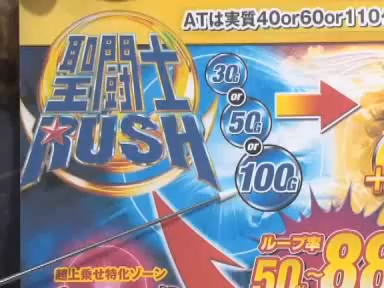 ATは実質40or60or110
聖闘士
RUSH
30G
or
50G
or
100G
+
超上乗せ特化ゾーン
ループ率
50%~88